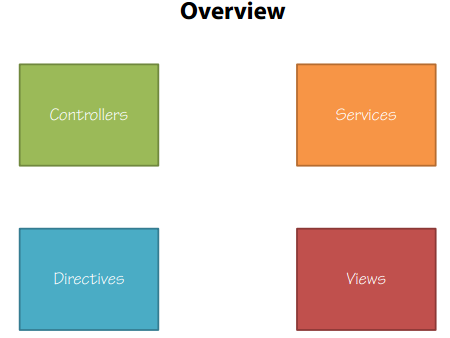 Overview
Controllers
Services
Directives
Views